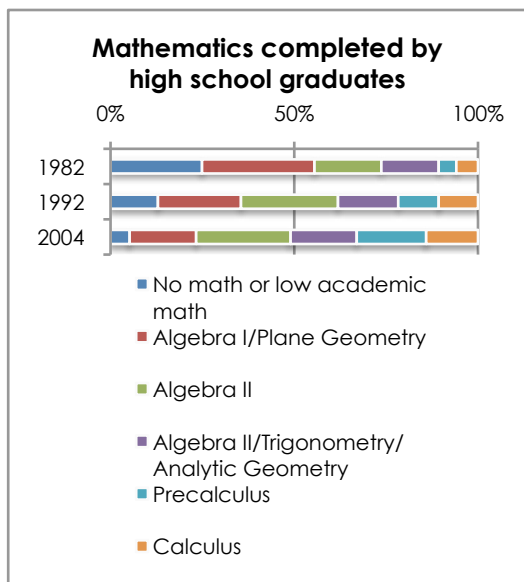 Mathematics completed by
high school graduates
0% 50% 100%
1982
1992
2004
No math or low academic
math
Algebra I/Plane Geometry
Algebra II
Algebra II/Trigonometry/
Analytic Geometry
Precalculus
Calculus